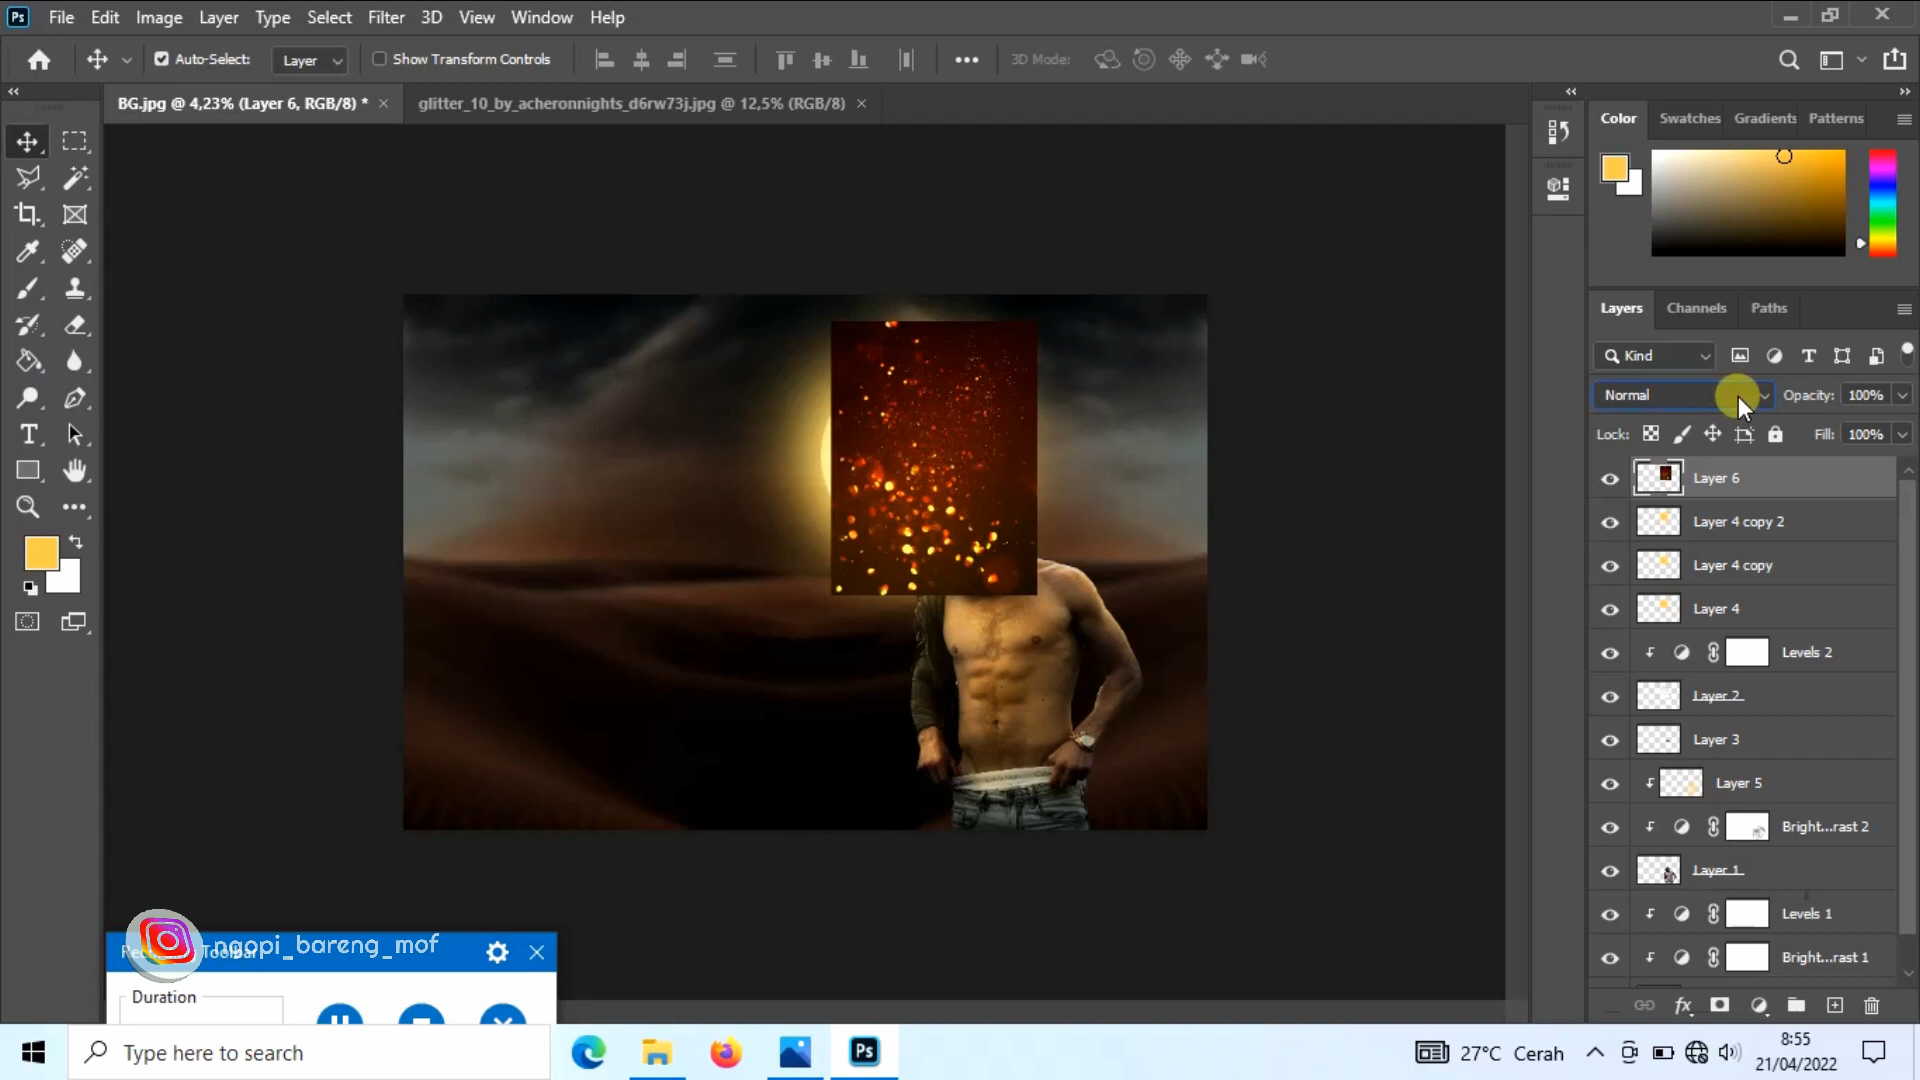 Ps File Edit Image Layer Type Select Filter 3D View Window Help
Auto-Select: Layer Show Transform Controls 3D Mode:
BG.jpg @ 4,23% (Layer 6, RGB/8) * glitter_10_by_acheronnights_d6rw73j.jpg @ 12,5% (RGB/8)
Color Swatches Gradients Patterns
Layers Channels Paths
Kind
Normal Opacity: 100%
Lock: Fill: 100%
Layer 6
Layer 4 copy 2
Layer 4 copy
Layer 4
Levels 2
Layer 2
Layer 3
Layer 5
Bright...rast 2
Layer 1
Levels 1
Bright...rast 1
fx
ngopi_bareng_mof
Toolbar
Duration
Type here to search
Ps
27°C Cerah
8:55
21/04/2022